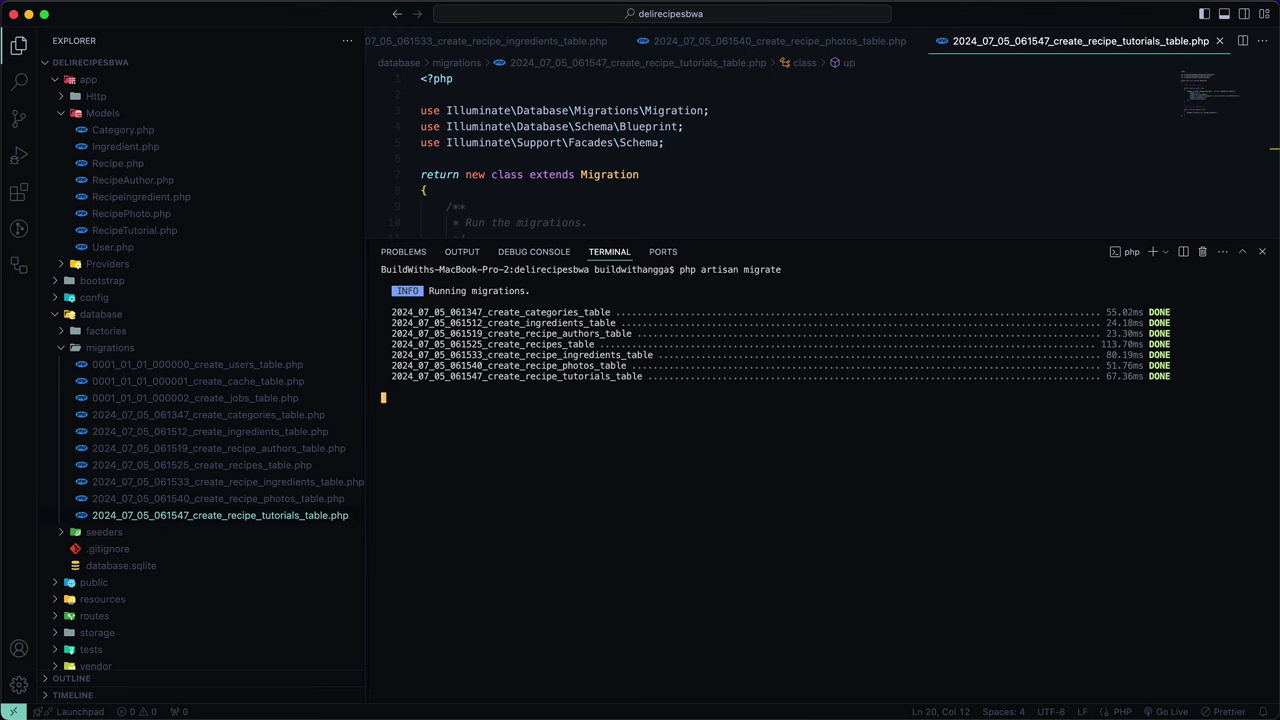 delirecipesbwa
EXPLORER
DELIRECIPESBWA
app
Http
Models
Category.php
Ingredient.php
Recipe.php
RecipeAuthor.php
RecipeIngredient.php
RecipePhoto.php
RecipeTutorial.php
User.php
Providers
bootstrap
config
database
factories
migrations
0001_01_01_000000_create_users_table.php
0001_01_01_000001_create_cache_table.php
0001_01_01_000002_create_jobs_table.php
2024_07_05_061347_create_categories_table.php
2024_07_05_061512_create_ingredients_table.php
2024_07_05_061519_create_recipe_authors_table.php
2024_07_05_061525_create_recipes_table.php
2024_07_05_061533_create_recipe_ingredients_table.php
2024_07_05_061540_create_recipe_photos_table.php
2024_07_05_061547_create_recipe_tutorials_table.php
seeders
.gitignore
database.sqlite
public
resources
routes
storage
tests
vendor
OUTLINE
TIMELINE
07_05_061533_create_recipe_ingredients_table.php 2024_07_05_061540_create_recipe_photos_table.php 2024_07_05_061547_create_recipe_tutorials_table.php
database > migrations > 2024_07_05_061547_create_recipe_tutorials_table.php > class > up
1 <?php
2
3 use Illuminate\Database\Migrations\Migration;
4 use Illuminate\Database\Schema\Blueprint;
5 use Illuminate\Support\Facades\Schema;
6
7 return new class extends Migration
8 {
9 /**
10 * Run the migrations.
PROBLEMS OUTPUT DEBUG CONSOLE TERMINAL PORTS php
BuildWiths-MacBook-Pro-2:delirecipesbwa buildwithangga$ php artisan migrate
INFO Running migrations.
2024_07_05_061347_create_categories_table 55.02ms DONE
2024_07_05_061512_create_ingredients_table 24.18ms DONE
2024_07_05_061519_create_recipe_authors_table 23.30ms DONE
2024_07_05_061525_create_recipes_table 113.70ms DONE
2024_07_05_061533_create_recipe_ingredients_table 80.19ms DONE
2024_07_05_061540_create_recipe_photos_table 51.76ms DONE
2024_07_05_061547_create_recipe_tutorials_table 67.36ms DONE
Launchpad 0 0 0 Ln 20, Col 12 Spaces: 4 UTF-8 LF PHP Go Live Prettier